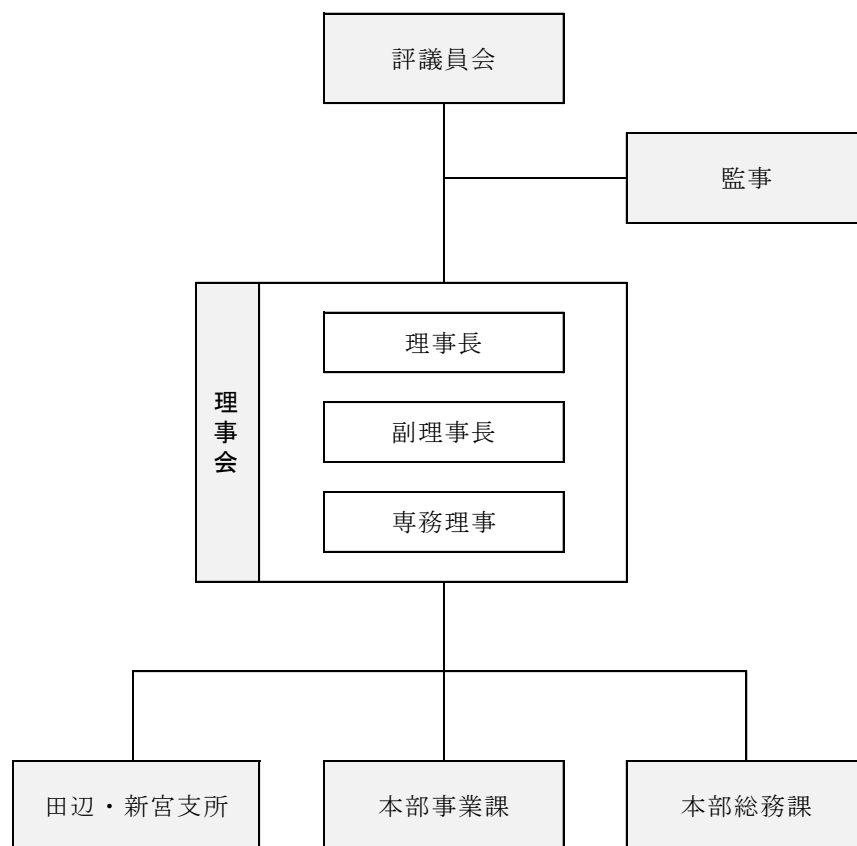 評議員会
監事
理事会
理事長
副理事長
専務理事
田辺・新宮支所
本部事業課
本部総務課